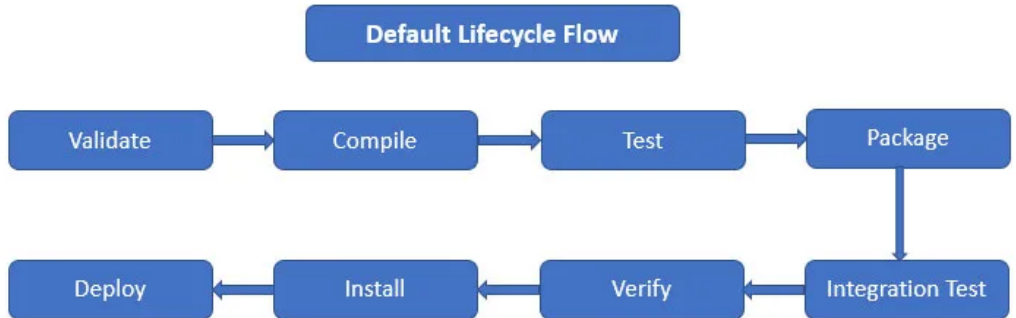 Default Lifecycle Flow
Validate
Compile
Test
Package
Deploy
Install
Verify
Integration Test